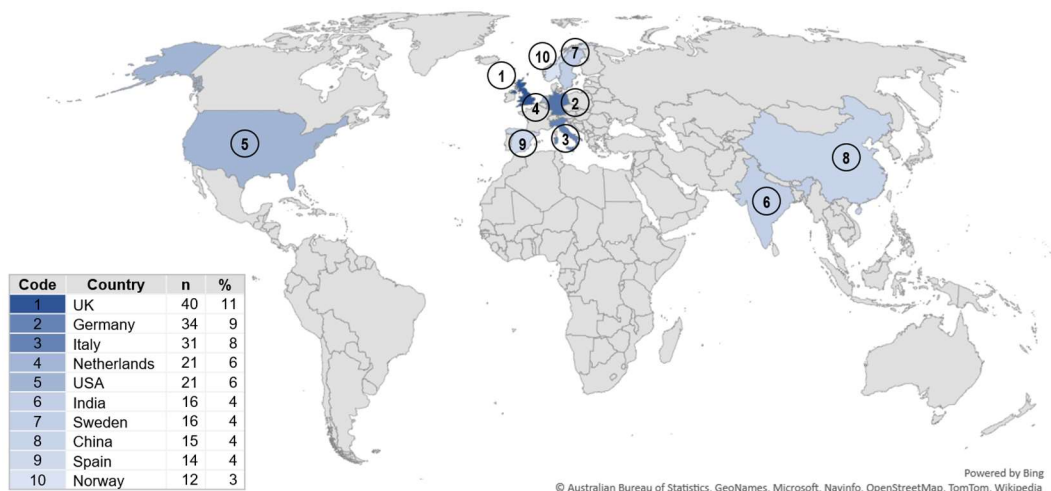 10
7
1
4
2
5
3
9
8
6
Code Country n %
1 UK 40 11
2 Germany 34 9
3 Italy 31 8
4 Netherlands 21 6
5 USA 21 6
6 India 16 4
7 Sweden 16 4
8 China 15 4
9 Spain 14 4
10 Norway 12 3
Powered by Bing
© Australian Bureau of Statistics, GeoNames, Microsoft, Navinfo, OpenStreetMap, TomTom, Wikipedia